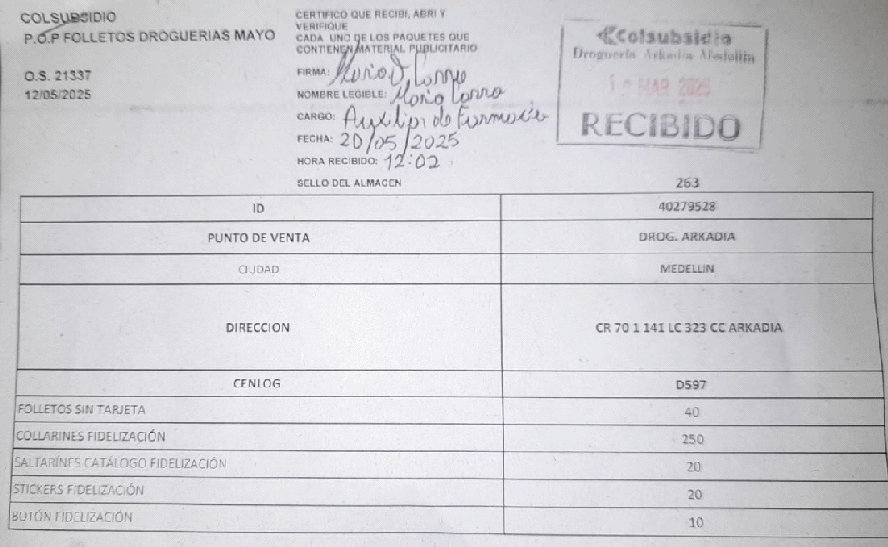 COLSUBSIDIO
P.O.P FOLLETOS DROGUERIAS MAYO
O.S. 21337
12/05/2025
CERTIFICO QUE RECIBI, ABRI Y
VERIFIQUE
CADA UNO DE LOS PAQUETES QUE
CONTIENEN MATERIAL PUBLICITARIO
FIRMA:
NOMBRE LEGIBLE: Maria Correa
CARGO: Auxiliar de Farmacia
FECHA: 20/05/2025
HORA RECIBIDO: 12:02
SELLO DEL ALMACEN
Colsubsidio
Droguería Arkadia Medellín
MAR 2025
RECIBIDO
263
ID 40279528
PUNTO DE VENTA DROG. ARKADIA
CIUDAD MEDELLIN
DIRECCION CR 70 1 141 LC 323 CC ARKADIA
CENLOG D597
FOLLETOS SIN TARJETA 40
COLLARINES FIDELIZACIÓN 250
SALTARÍNES CATÁLOGO FIDELIZACIÓN 20
STICKERS FIDELIZACIÓN 20
BOTÓN FIDELIZACIÓN 10